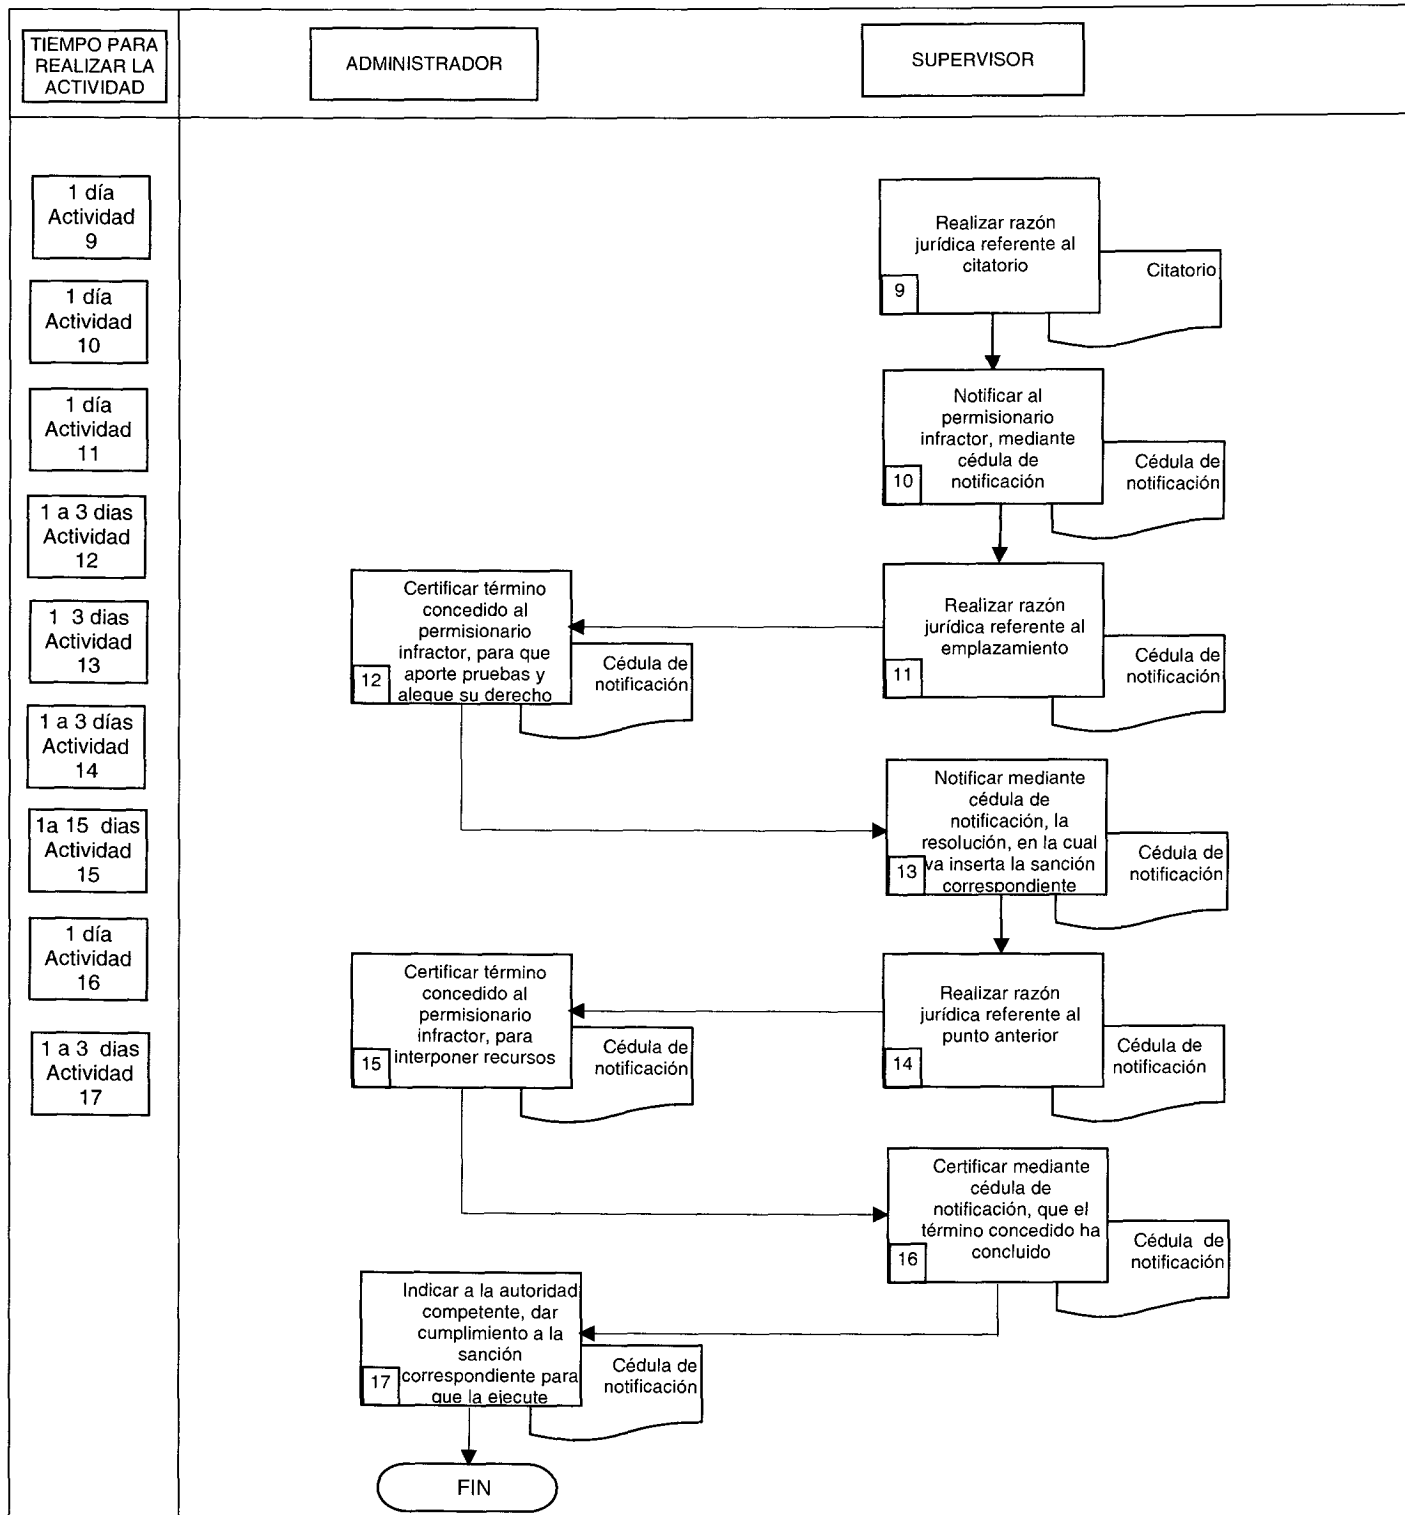 TIEMPO PARA
REALIZAR LA
ACTIVIDAD
ADMINISTRADOR
SUPERVISOR
1 día
Actividad
9
1 día
Actividad
10
1 día
Actividad
11
1 a 3 dias
Actividad
12
1 3 dias
Actividad
13
1 a 3 días
Actividad
14
1a 15 dias
Actividad
15
1 día
Actividad
16
1 a 3 dias
Actividad
17
Realizar razón
jurídica referente al
citatorio
9
Citatorio
Notificar al
permisionario
infractor, mediante
cédula de
notificación
10
Cédula de
notificación
Realizar razón
jurídica referente al
emplazamiento
11
Cédula de
notificación
Certificar término
concedido al
permisionario
infractor, para que
aporte pruebas y
alegue su derecho
12
Cédula de
notificación
Notificar mediante
cédula de
notificación, la
resolución, en la cual
va inserta la sanción
correspondiente
13
Cédula de
notificación
Realizar razón
jurídica referente al
punto anterior
14
Cédula de
notificación
Certificar término
concedido al
permisionario
infractor, para
interponer recursos
15
Cédula de
notificación
Certificar mediante
cédula de
notificación, que el
término concedido ha
concluido
16
Cédula de
notificación
Indicar a la autoridad
competente, dar
cumplimiento a la
sanción
correspondiente para
que la ejecute
17
Cédula de
notificación
FIN